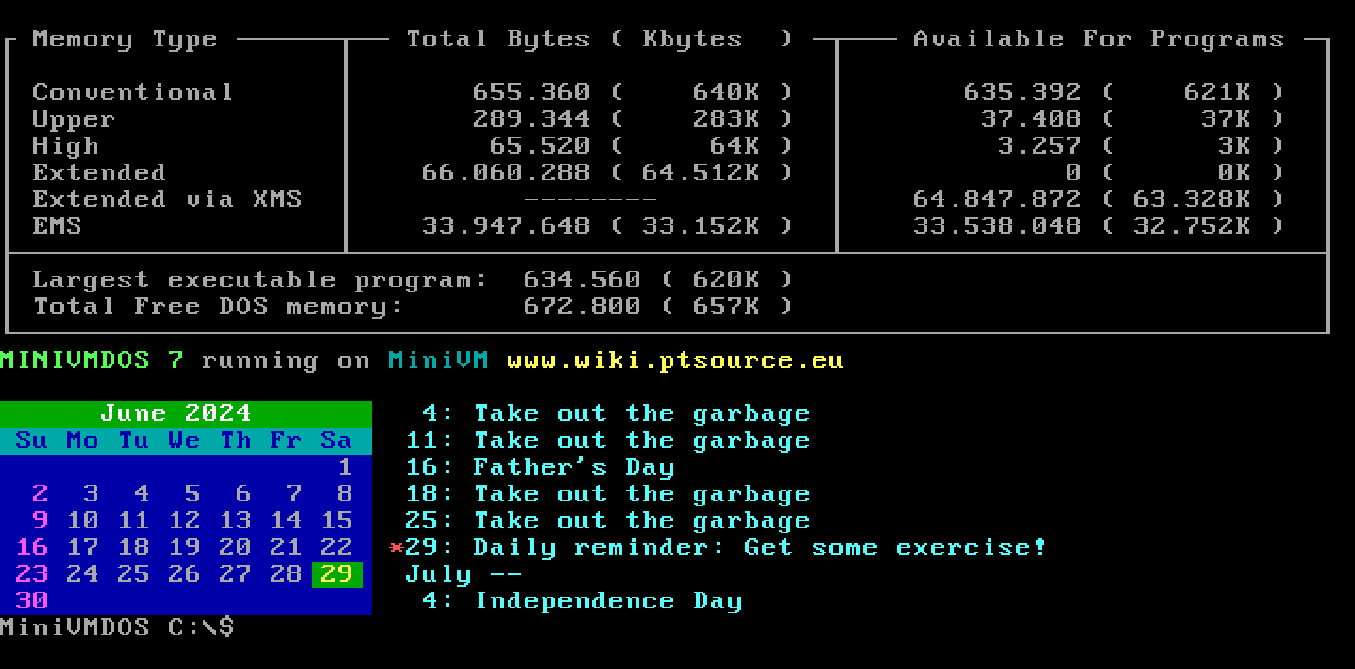 Memory Type Total Bytes ( Kbytes ) Available For Programs
Conventional 655.360 ( 640K ) 635.392 ( 621K )
Upper 289.344 ( 283K ) 37.408 ( 37K )
High 65.520 ( 64K ) 3.257 ( 3K )
Extended 66.060.288 ( 64.512K ) 0 ( 0K )
Extended via XMS -------- 64.847.872 ( 63.328K )
EMS 33.947.648 ( 33.152K ) 33.538.048 ( 32.752K )
Largest executable program: 634.560 ( 620K )
Total Free DOS memory: 672.800 ( 657K )
MINIVMDOS 7 running on MiniVM www.wiki.ptsource.eu
June 2024 4: Take out the garbage
Su Mo Tu We Th Fr Sa 11: Take out the garbage
1 16: Father's Day
2 3 4 5 6 7 8 18: Take out the garbage
9 10 11 12 13 14 15 25: Take out the garbage
16 17 18 19 20 21 22 *29: Daily reminder: Get some exercise!
23 24 25 26 27 28 29 July --
30 4: Independence Day
MiniVMDOS C:\$